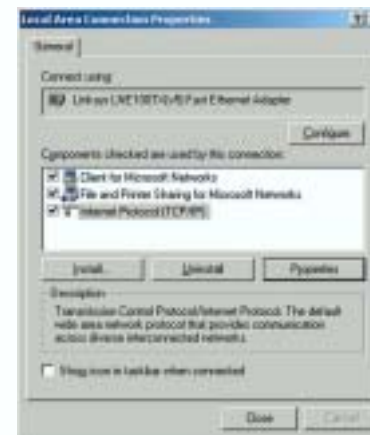 Local Area Connection Properties
General
Connect using:
Linksys LNE100TX(v5) Fast Ethernet Adapter
Configure
Components checked are used by this connection:
Client for Microsoft Networks
File and Printer Sharing for Microsoft Networks
Internet Protocol (TCP/IP)
Install...
Uninstall
Properties
Description
Transmission Control Protocol/Internet Protocol. The default
wide area network protocol that provides communication
across diverse interconnected networks.
Show icon in taskbar when connected
Close
Cancel